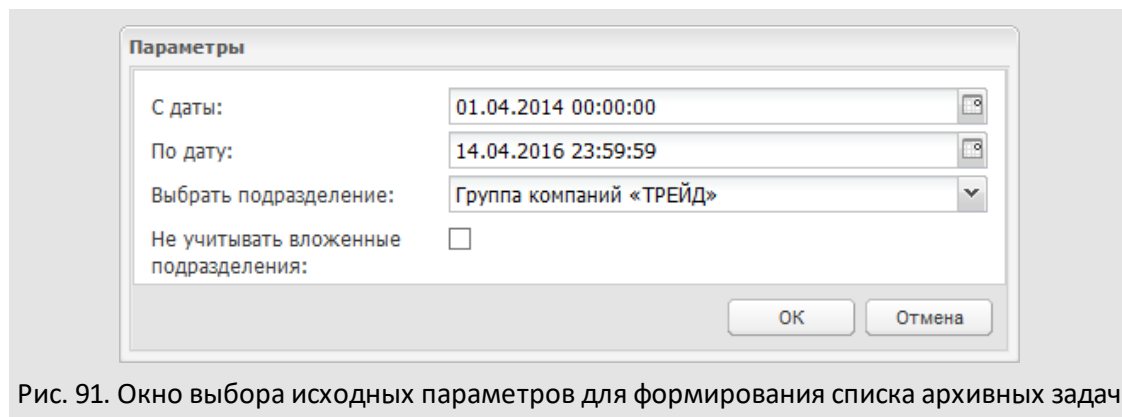 Параметры
С даты: 01.04.2014 00:00:00
По дату: 14.04.2016 23:59:59
Выбрать подразделение: Группа компаний «ТРЕЙД»
Не учитывать вложенные
подразделения:
ОК Отмена
Рис. 91. Окно выбора исходных параметров для формирования списка архивных задач